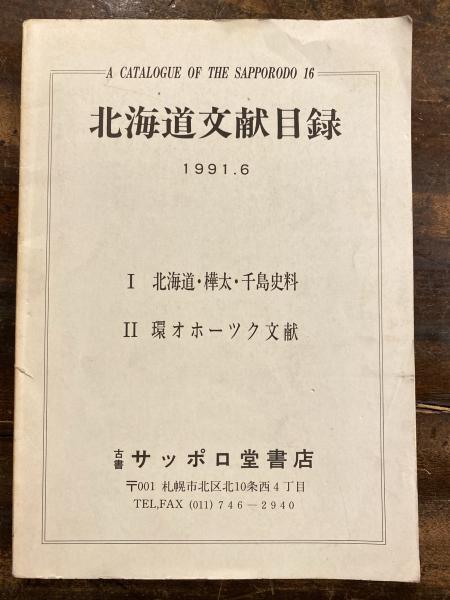 A CATALOGUE OF THE SAPPORODO 16
北海道文献目録
1991.6
I 北海道・樺太・千島史料
II 環オホーツク文献
古書 サッポロ堂書店
〒001 札幌市北区北10条西4丁目
TEL,FAX (011) 746―2940